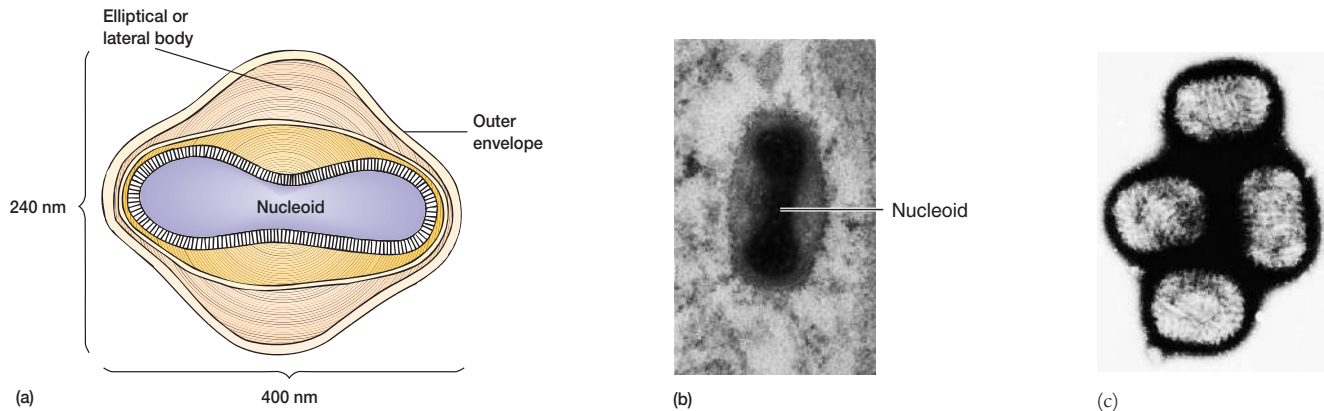 Elliptical or
lateral body
Outer
envelope
240 nm
Nucleoid
400 nm
(a)
Nucleoid
(b)
(c)